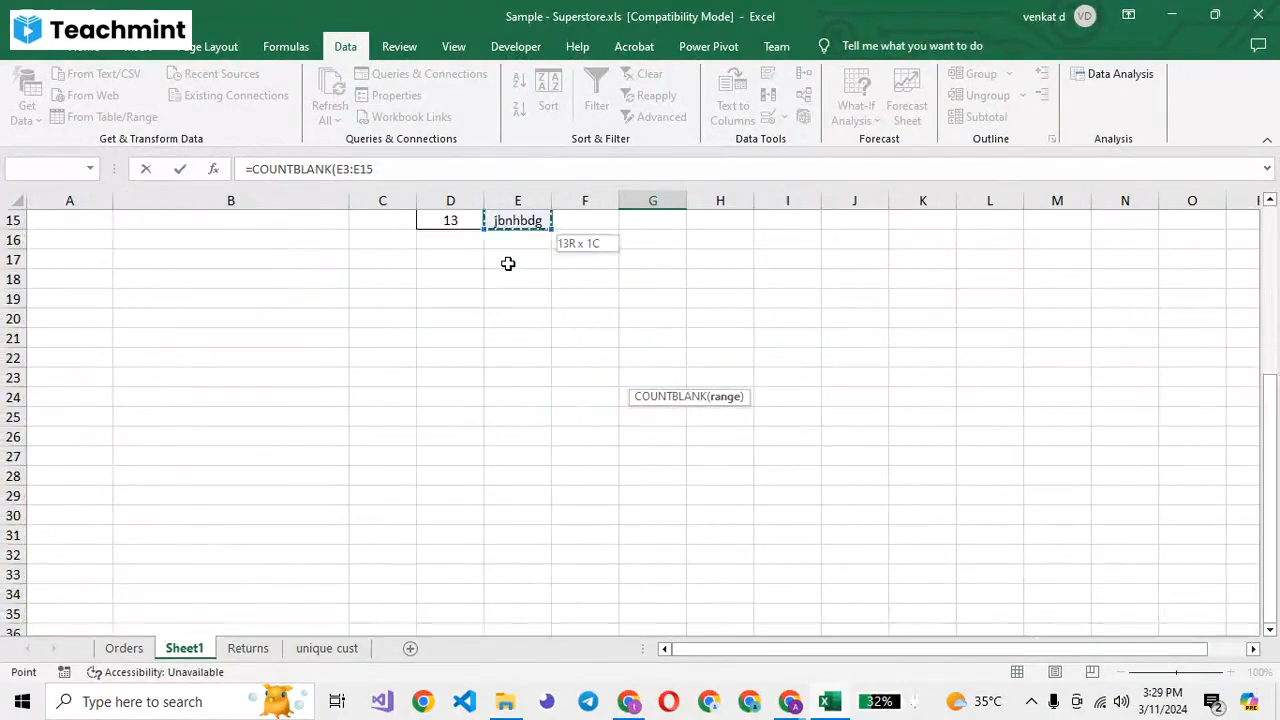 Teachmint
Sample - Superstore.xls [Compatibility Mode] - Excel
venkat d
VD
Page Layout
Formulas
Data
Review
View
Developer
Help
Acrobat
Power Pivot
Team
Tell me what you want to do
Get Data
From Text/CSV
From Web
From Table/Range
Recent Sources
Existing Connections
Get & Transform Data
Refresh All
Queries & Connections
Properties
Workbook Links
Queries & Connections
Sort
Filter
Clear
Reapply
Advanced
Sort & Filter
Text to Columns
Data Tools
What-If Analysis
Forecast Sheet
Forecast
Group
Ungroup
Subtotal
Outline
Data Analysis
Analysis
fx
=COUNTBLANK(E3:E15
A B C D E F G H I J K L M N O
15 13 jbnhbdg
16 13R x 1C
17
18
19
20
21
22
23
24 COUNTBLANK(range)
25
26
27
28
29
30
31
32
33
34
35
36
Orders
Sheet1
Returns
unique cust
Point
Accessibility: Unavailable
100%
Type here to search
32%
35°C
3:29 PM
3/11/2024
2